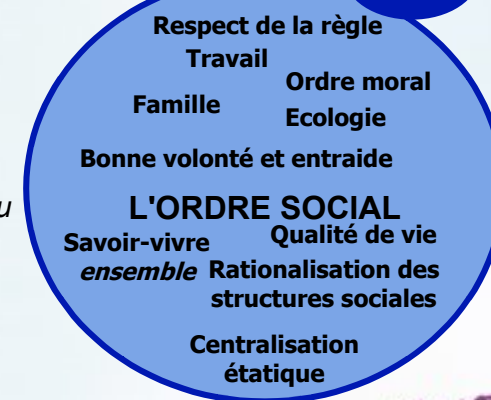 Respect de la règle
Travail
Ordre moral
Famille
Ecologie
Bonne volonté et entraide
L'ORDRE SOCIAL
Savoir-vivre
Qualité de vie
ensemble Rationalisation des
structures sociales
Centralisation
étatique